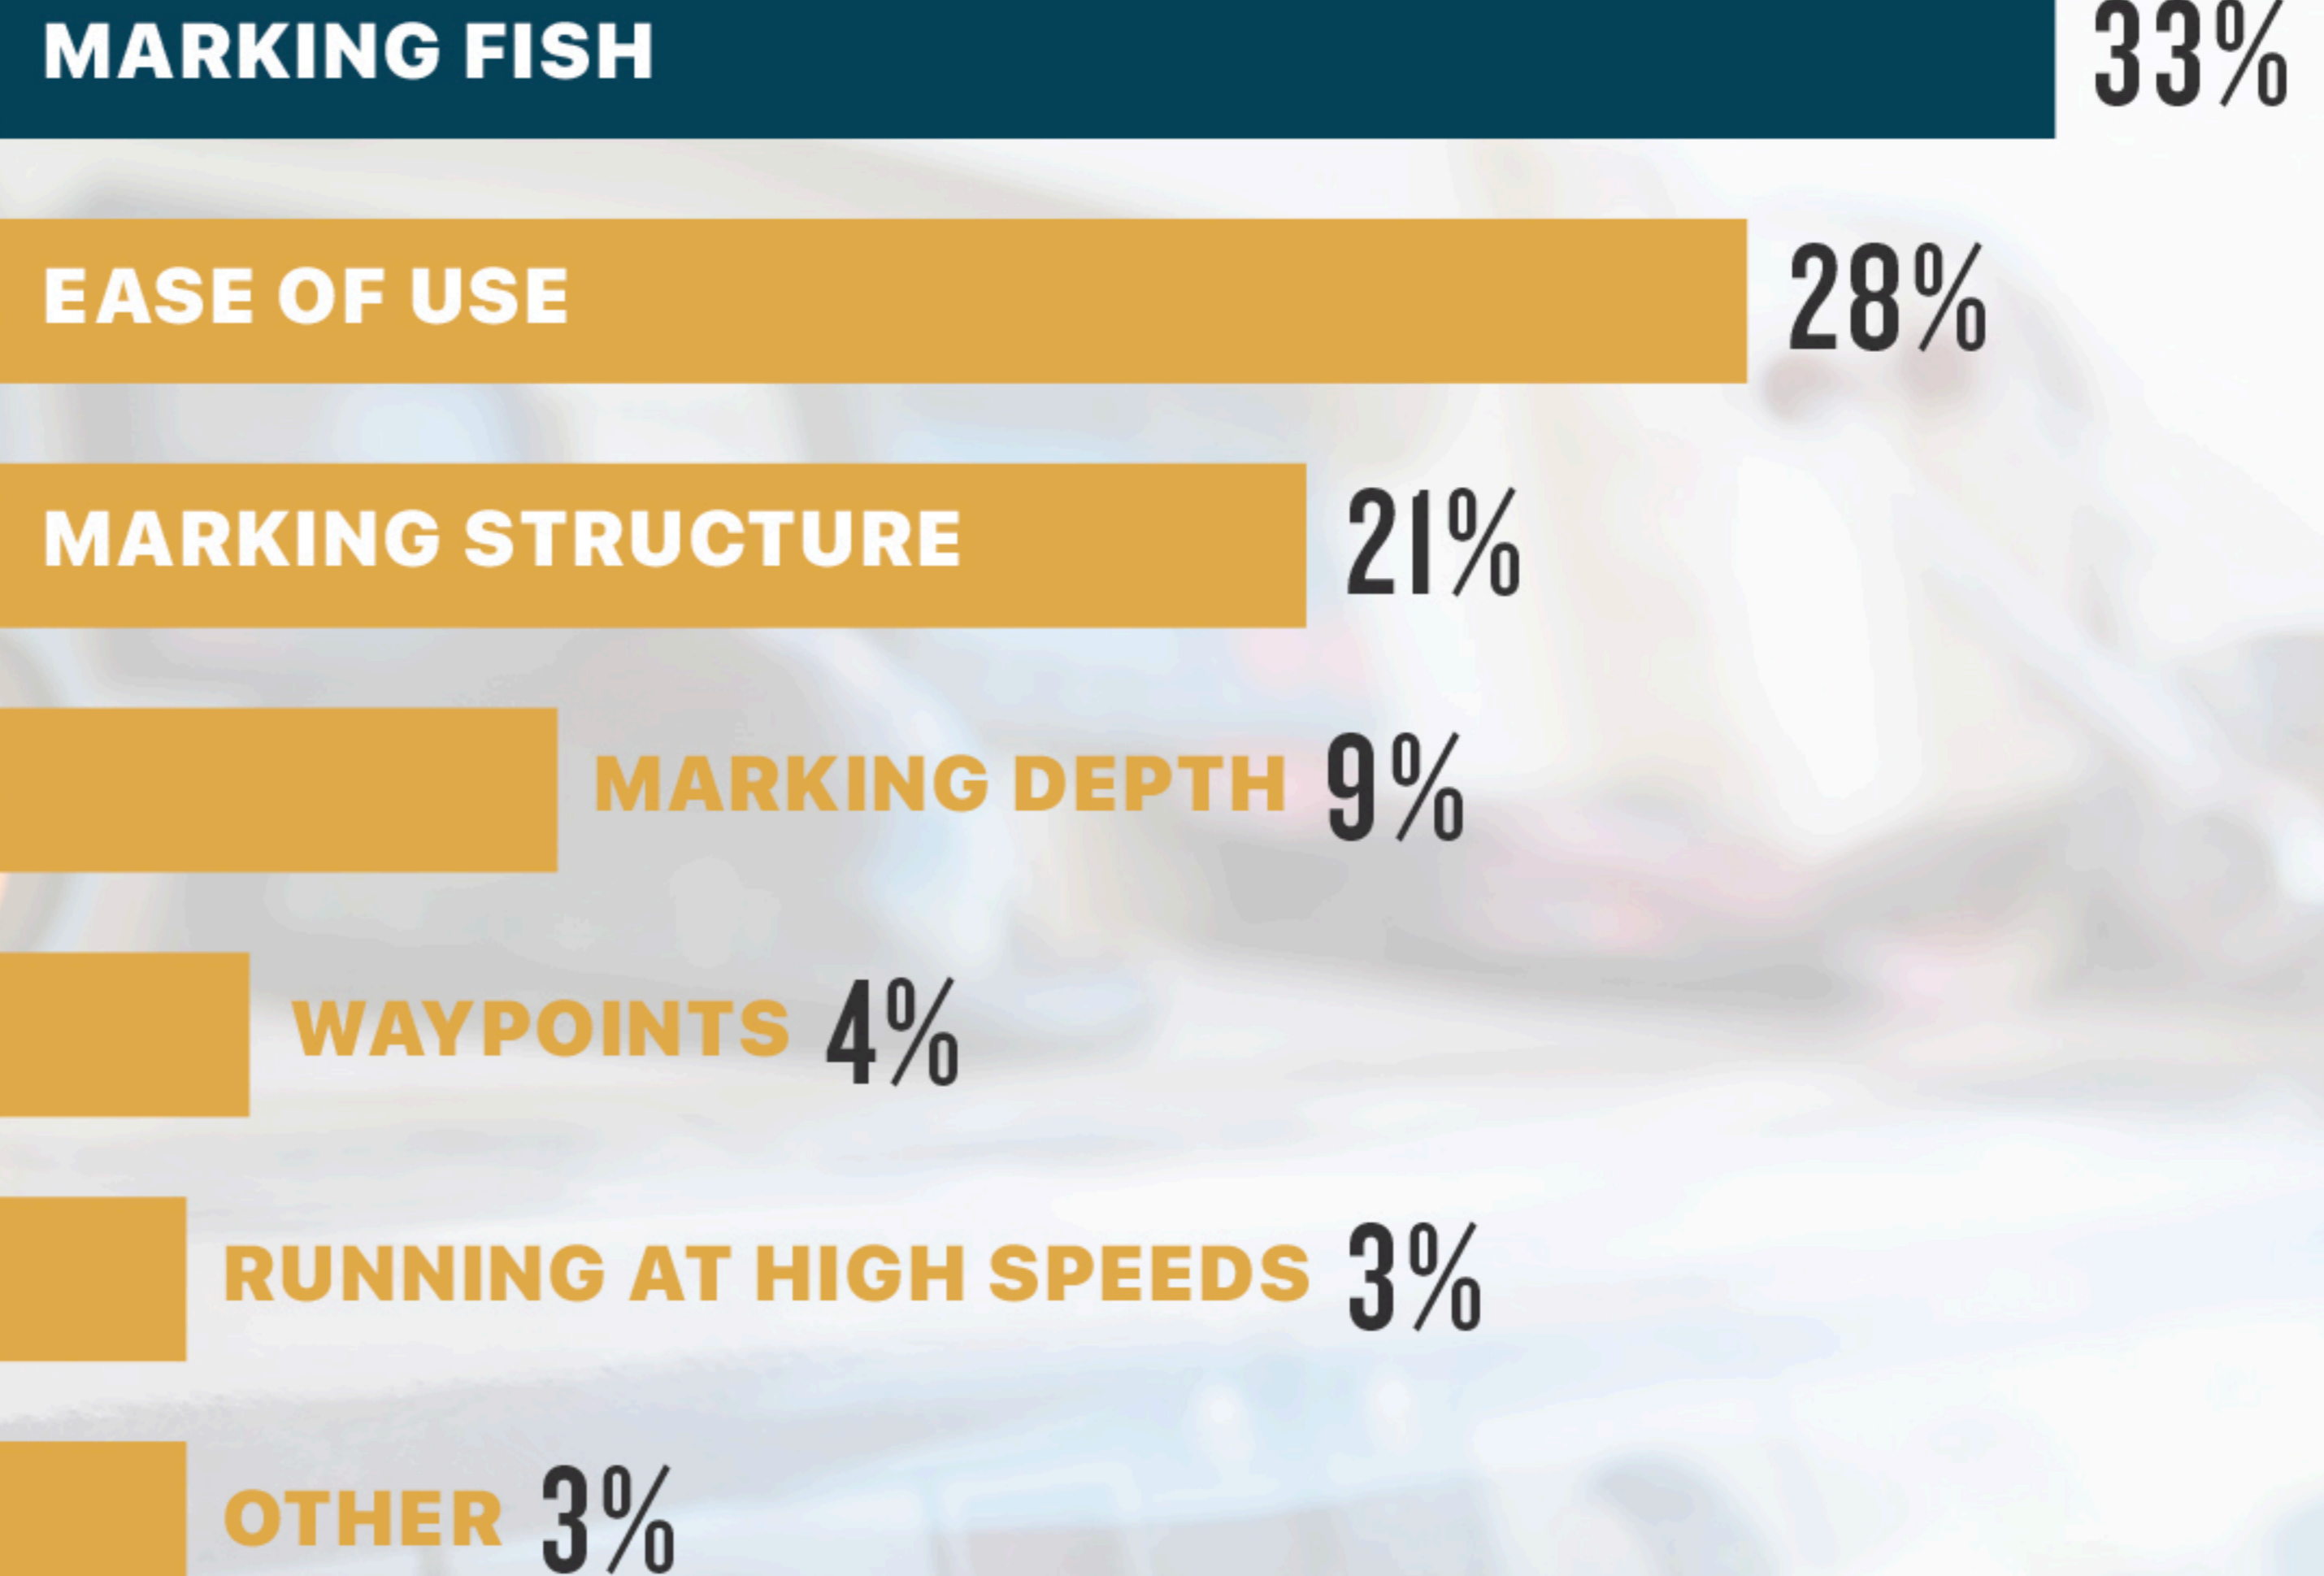 MARKING FISH 33%
EASE OF USE 28%
MARKING STRUCTURE 21%
MARKING DEPTH 9%
WAYPOINTS 4%
RUNNING AT HIGH SPEEDS 3%
OTHER 3%